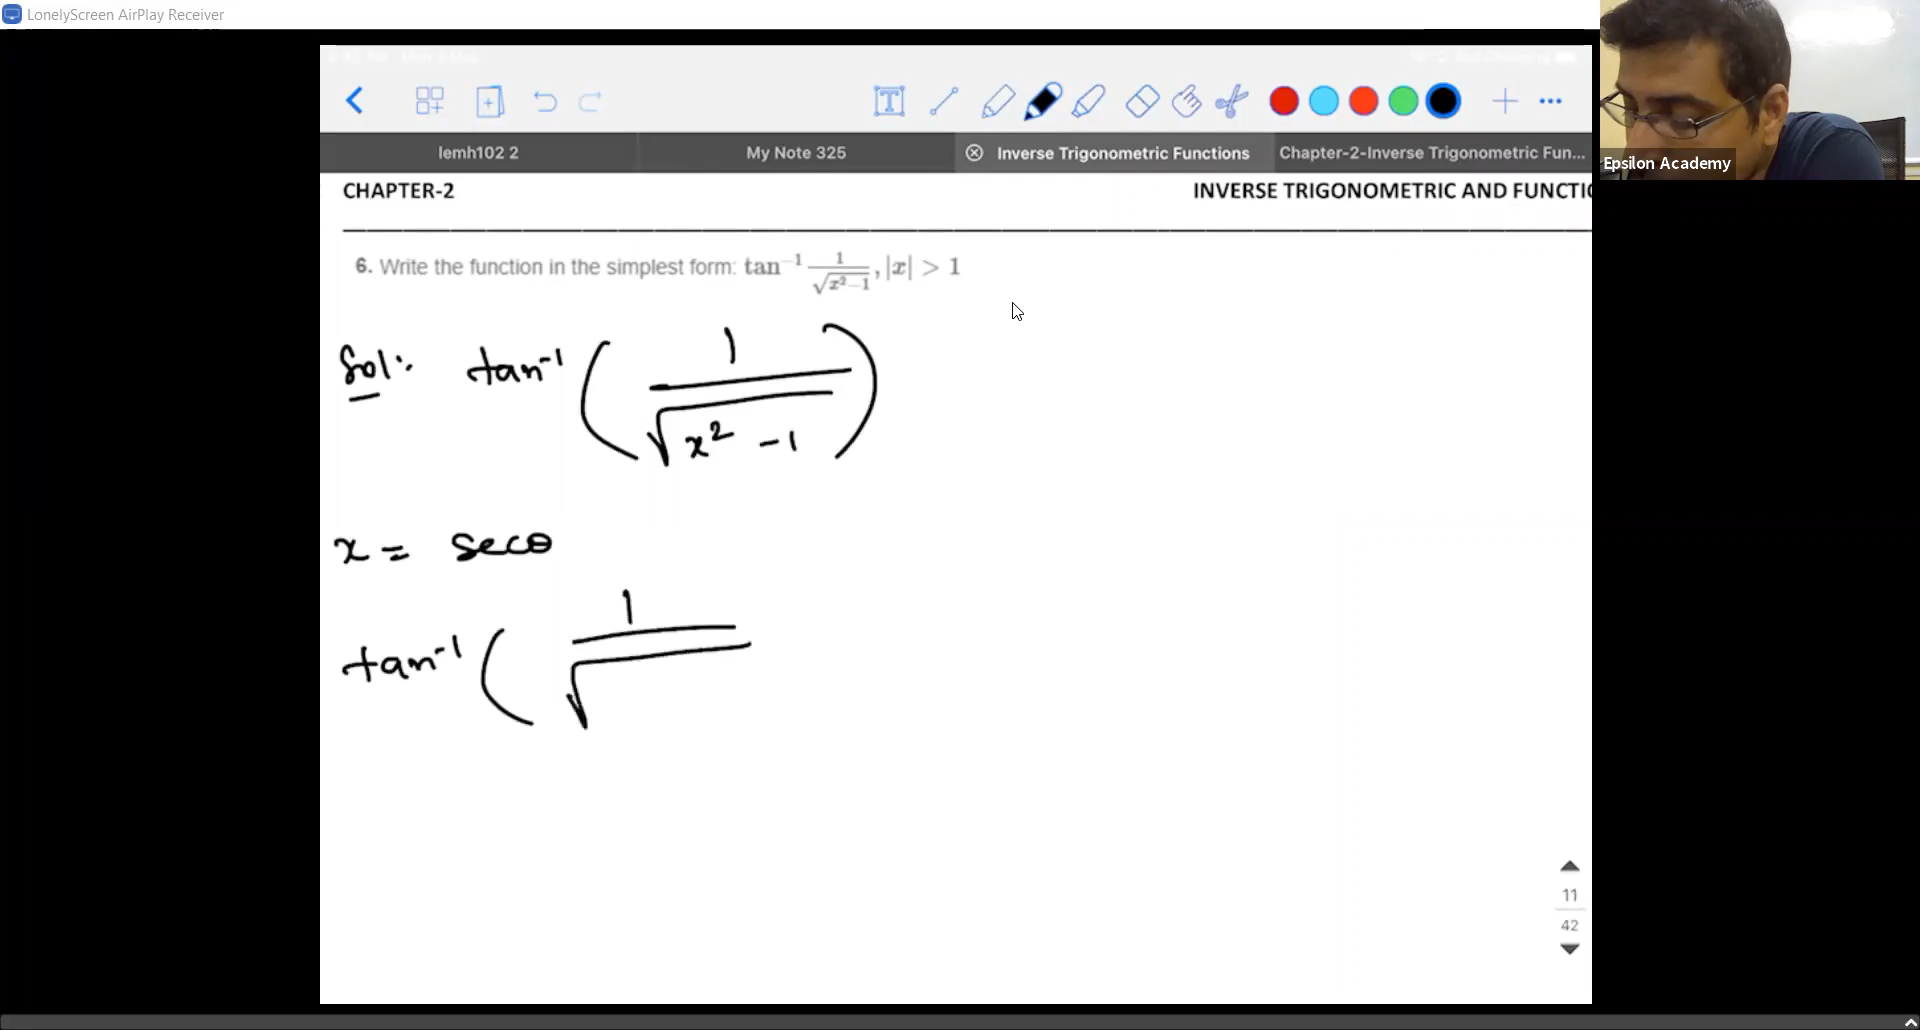 LonelyScreen AirPlay Receiver
T
lemh102 2
My Note 325
Inverse Trigonometric Functions
Chapter-2-Inverse Trigonometric Fun...
Epsilon Academy
CHAPTER-2
INVERSE TRIGONOMETRIC AND FUNCTIO
6. Write the function in the simplest form: tan⁻¹ 1/√(x²−1), |x| > 1
Sol: tan⁻¹ ( 1/√(x² −1) )
x = secθ
tan⁻¹ ( 1/√
11
42